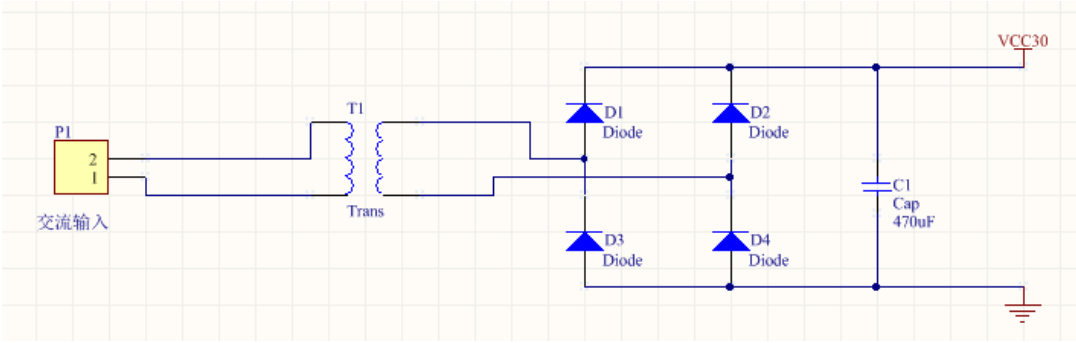 VCC30
T1
D1
Diode
D2
Diode
P1
2
1
C1
Cap
470uF
Trans
交流输入
D3
Diode
D4
Diode